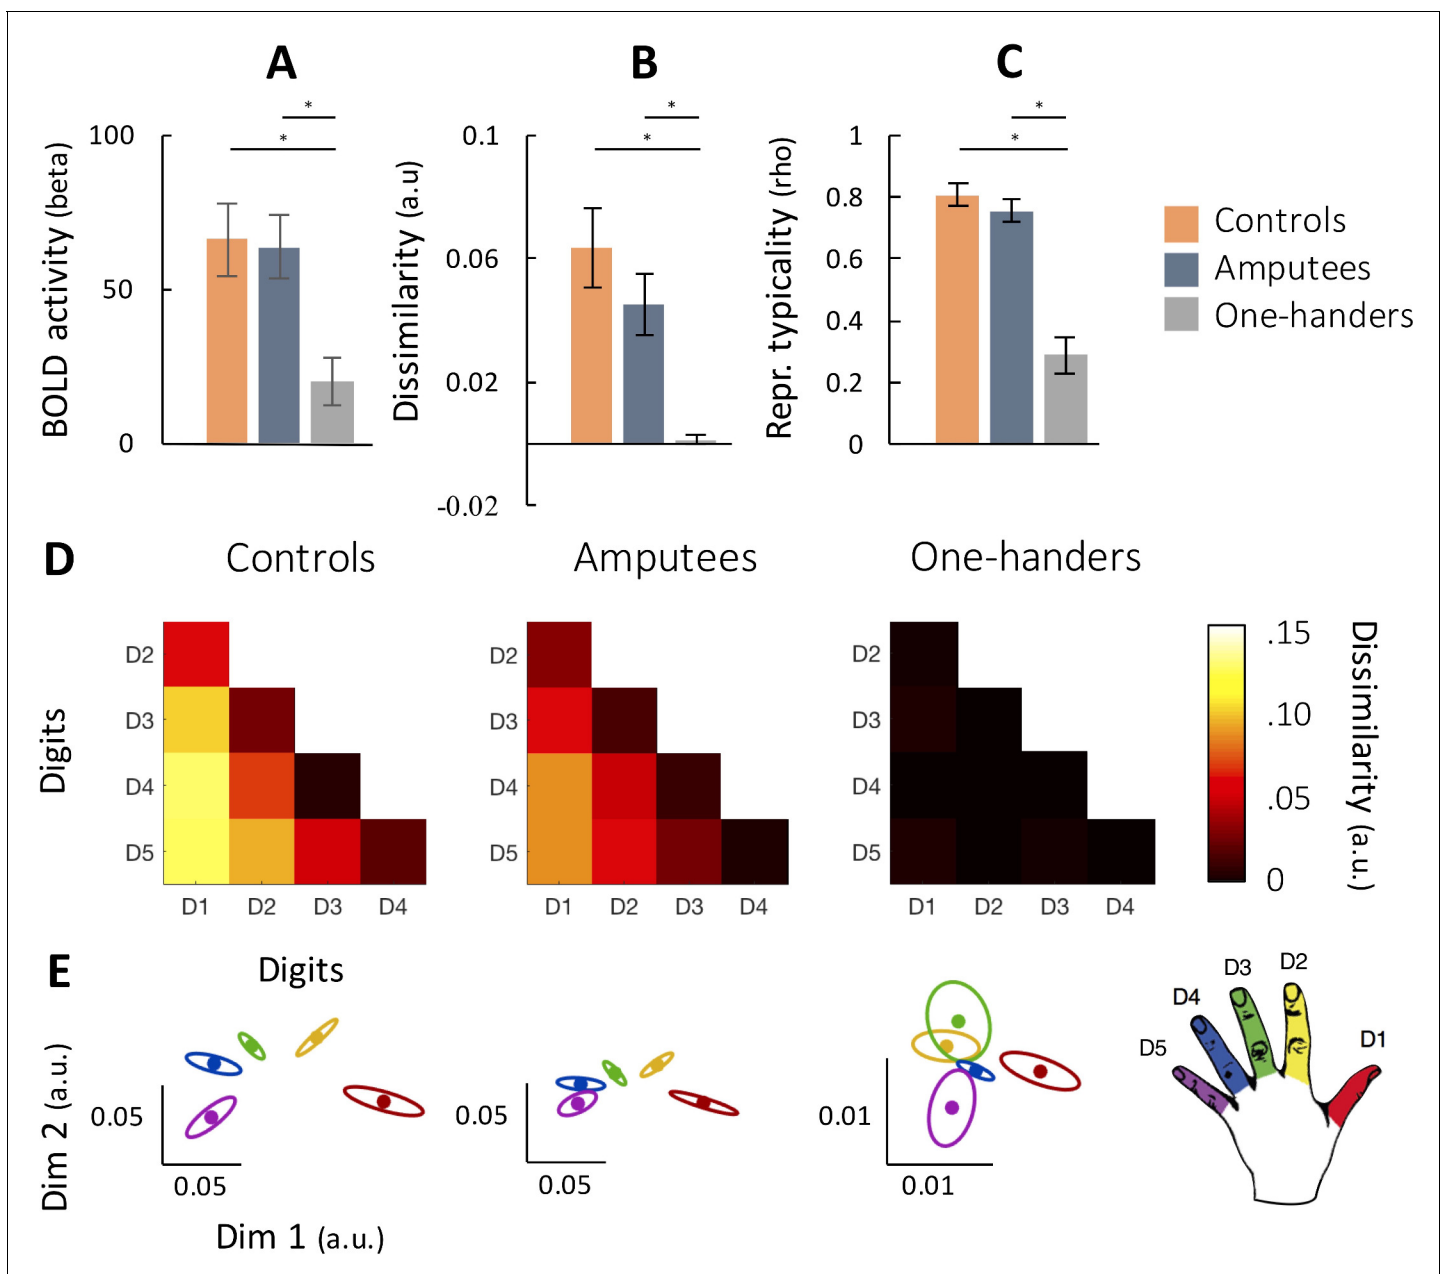 A B C
* * *
* * *
100 0.1 1
BOLD activity (beta)
50
0
Dissimilarity (a.u)
0.06
0.02
-0.02
Repr. typicality (rho)
0.8
0.6
0.4
0.2
0
Controls
Amputees
One-handers
D Controls Amputees One-handers
Digits
D2
D3
D4
D5
D1 D2 D3 D4
D2
D3
D4
D5
D1 D2 D3 D4
D2
D3
D4
D5
D1 D2 D3 D4
.15
.10
.05
0
Dissimilarity (a.u.)
Digits
E
Dim 2 (a.u.)
0.05
0.05
0.05
0.05
0.01
0.01
Dim 1 (a.u.)
D5
D4
D3
D2
D1